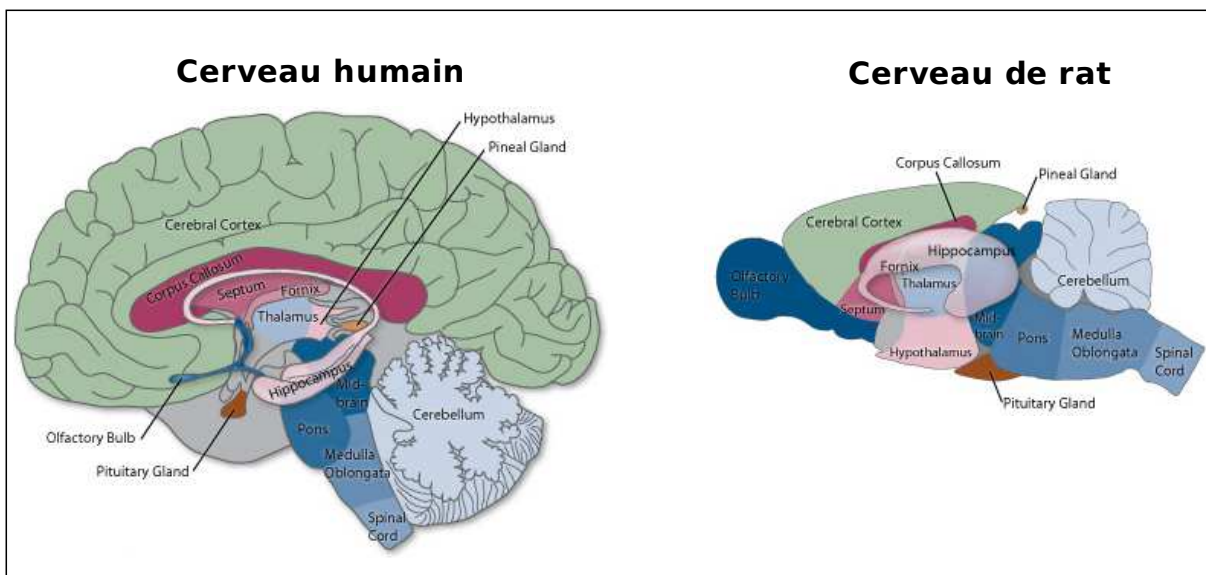 Cerveau humain
Hypothalamus
Pineal Gland
Cerebral Cortex
Corpus Callosum
Septum
Fornix
Thalamus
Hippocampus
Mid-
brain
Cerebellum
Olfactory Bulb
Pons
Pituitary Gland
Medulla
Oblongata
Spinal
Cord
Cerveau de rat
Corpus Callosum
Pineal Gland
Cerebral Cortex
Hippocampus
Fornix
Olfactory
Bulb
Thalamus
Cerebellum
Septum
Mid-
brain
Pons
Medulla
Oblongata
Hypothalamus
Spinal
Cord
Pituitary Gland